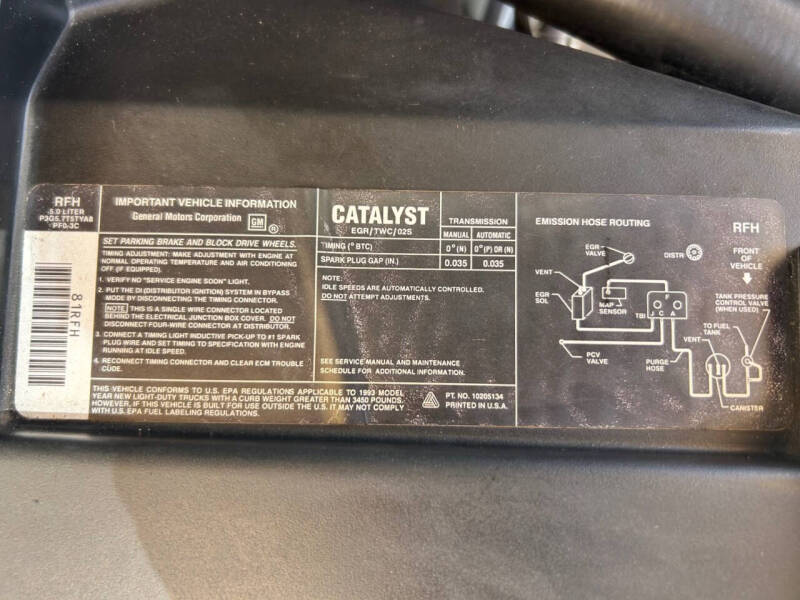 RFH
5.0 LITER
P3G5.7T5TYA8
PF0-3C
81RFH
IMPORTANT VEHICLE INFORMATION
General Motors Corporation GM ®
SET PARKING BRAKE AND BLOCK DRIVE WHEELS.
TIMING ADJUSTMENT: MAKE ADJUSTMENT WITH ENGINE AT
NORMAL OPERATING TEMPERATURE AND AIR CONDITIONING
OFF (IF EQUIPPED).
1. VERIFY NO "SERVICE ENGINE SOON" LIGHT.
2. PUT THE DI (DISTRIBUTOR IGNITION) SYSTEM IN BYPASS
MODE BY DISCONNECTING THE TIMING CONNECTOR.
NOTE THIS IS A SINGLE WIRE CONNECTOR LOCATED
BEHIND THE ELECTRICAL JUNCTION BOX COVER. DO NOT
DISCONNECT FOUR-WIRE CONNECTOR AT DISTRIBUTOR.
3. CONNECT A TIMING LIGHT INDUCTIVE PICK-UP TO #1 SPARK
PLUG WIRE AND SET TIMING TO SPECIFICATION WITH ENGINE
RUNNING AT IDLE SPEED.
4. RECONNECT TIMING CONNECTOR AND CLEAR ECM TROUBLE
CODE.
CATALYST
EGR/TWC/02S
TRANSMISSION
MANUAL AUTOMATIC
TIMING (° BTC) 0° (N) 0° (P) OR (N)
SPARK PLUG GAP (IN.) 0.035 0.035
NOTE:
IDLE SPEEDS ARE AUTOMATICALLY CONTROLLED.
DO NOT ATTEMPT ADJUSTMENTS.
SEE SERVICE MANUAL AND MAINTENANCE
SCHEDULE FOR ADDITIONAL INFORMATION.
THIS VEHICLE CONFORMS TO U.S. EPA REGULATIONS APPLICABLE TO 1993 MODEL
YEAR NEW LIGHT-DUTY TRUCKS WITH A CURB WEIGHT GREATER THAN 3450 POUNDS.
HOWEVER, IF THIS VEHICLE IS BUILT FOR USE OUTSIDE THE U.S. IT MAY NOT COMPLY
WITH U.S. EPA FUEL LABELING REGULATIONS.
PT. NO. 10205134
PRINTED IN U.S.A.
EMISSION HOSE ROUTING
RFH
FRONT
OF
VEHICLE
EGR
VALVE
DISTR
VENT
EGR
SOL
MAP
SENSOR
TBI
F
J C A
TANK PRESSURE
CONTROL VALVE
(WHEN USED)
TO FUEL
TANK
VENT
PCV
VALVE
PURGE
HOSE
CANISTER